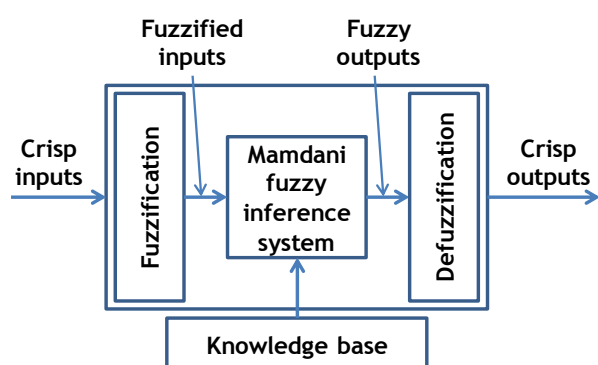 Fuzzified
inputs
Fuzzy
outputs
Crisp
inputs
Fuzzification
Mamdani
fuzzy
inference
system
Defuzzification
Crisp
outputs
Knowledge base